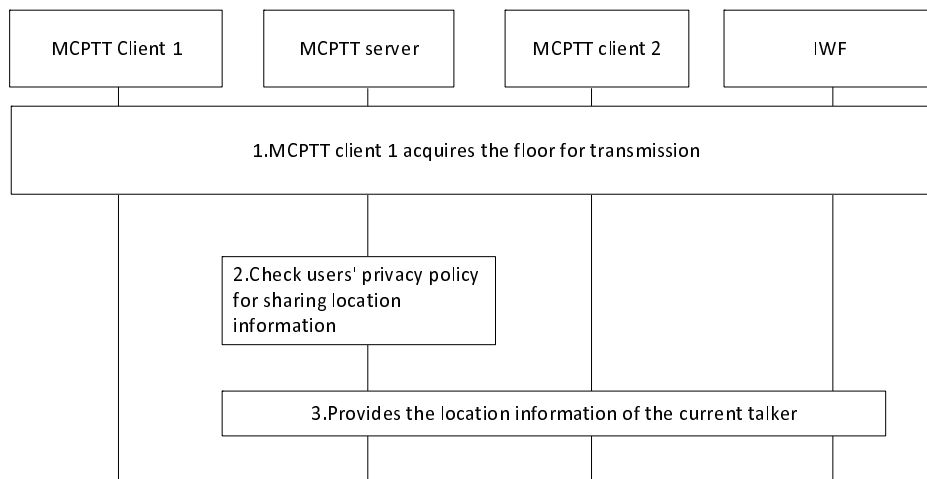 MCPTT Client 1
MCPTT server
MCPTT client 2
IWF
1.MCPTT client 1 acquires the floor for transmission
2.Check users' privacy policy
for sharing location
information
3.Provides the location information of the current talker